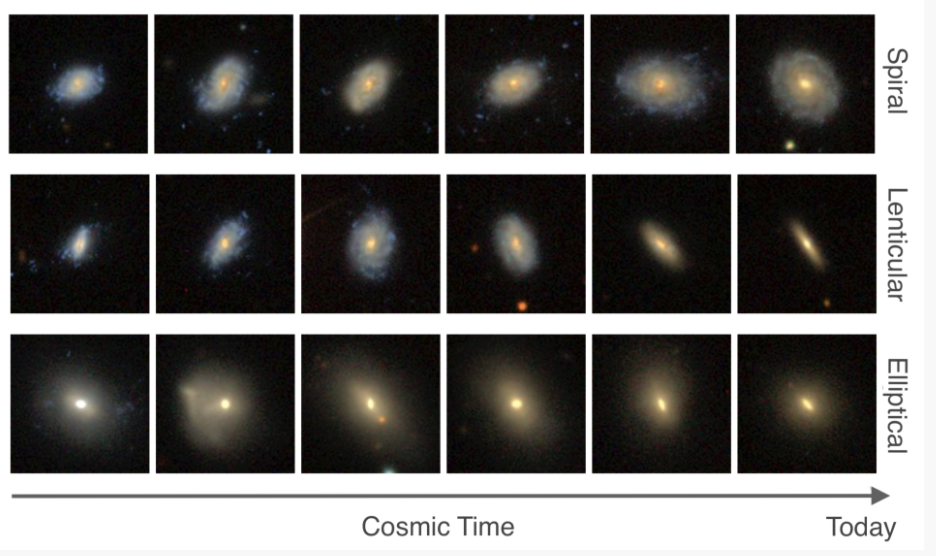 Spiral
Lenticular
Elliptical
Cosmic Time
Today